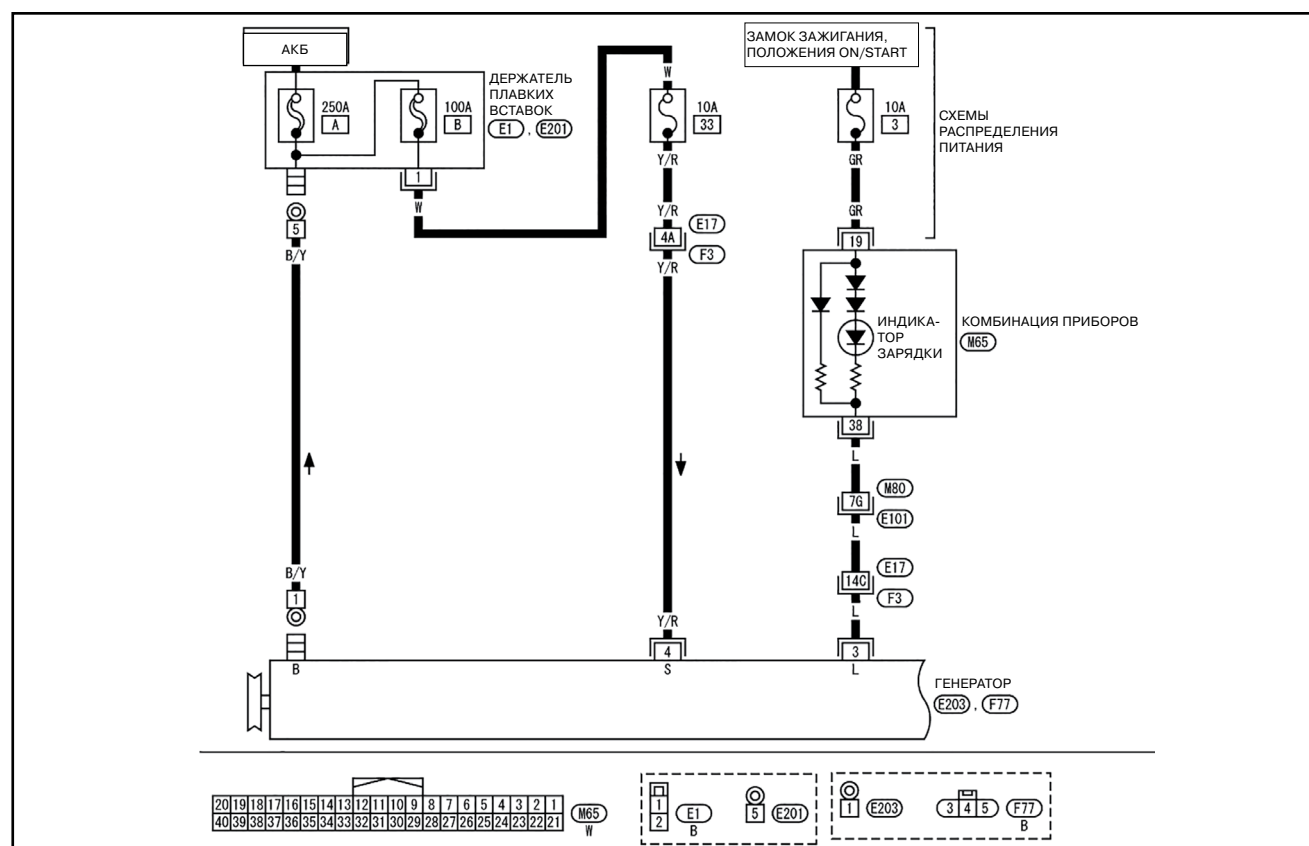 АКБ
ЗАМОК ЗАЖИГАНИЯ,
ПОЛОЖЕНИЯ ON/START
ДЕРЖАТЕЛЬ
ПЛАВКИХ
ВСТАВОК
E1 , E201
250A
A
100A
B
W
10A
33
10A
3
СХЕМЫ
РАСПРЕДЕЛЕНИЯ
ПИТАНИЯ
1
W
5
B/Y
Y/R
Y/R
4A
E17
F3
Y/R
GR
GR
19
ИНДИКА-
ТОР
ЗАРЯДКИ
КОМБИНАЦИЯ ПРИБОРОВ
M65
38
L
7G
M80
E101
L
14C
E17
F3
L
B/Y
1
B
Y/R
4
S
3
L
ГЕНЕРАТОР
E203 , F77
20 19 18 17 16 15 14 13 12 11 10 9 8 7 6 5 4 3 2 1
40 39 38 37 36 35 34 33 32 31 30 29 28 27 26 25 24 23 22 21
M65
W
1
2
E1
B
5
E201
1
E203
3 4 5
F77
B